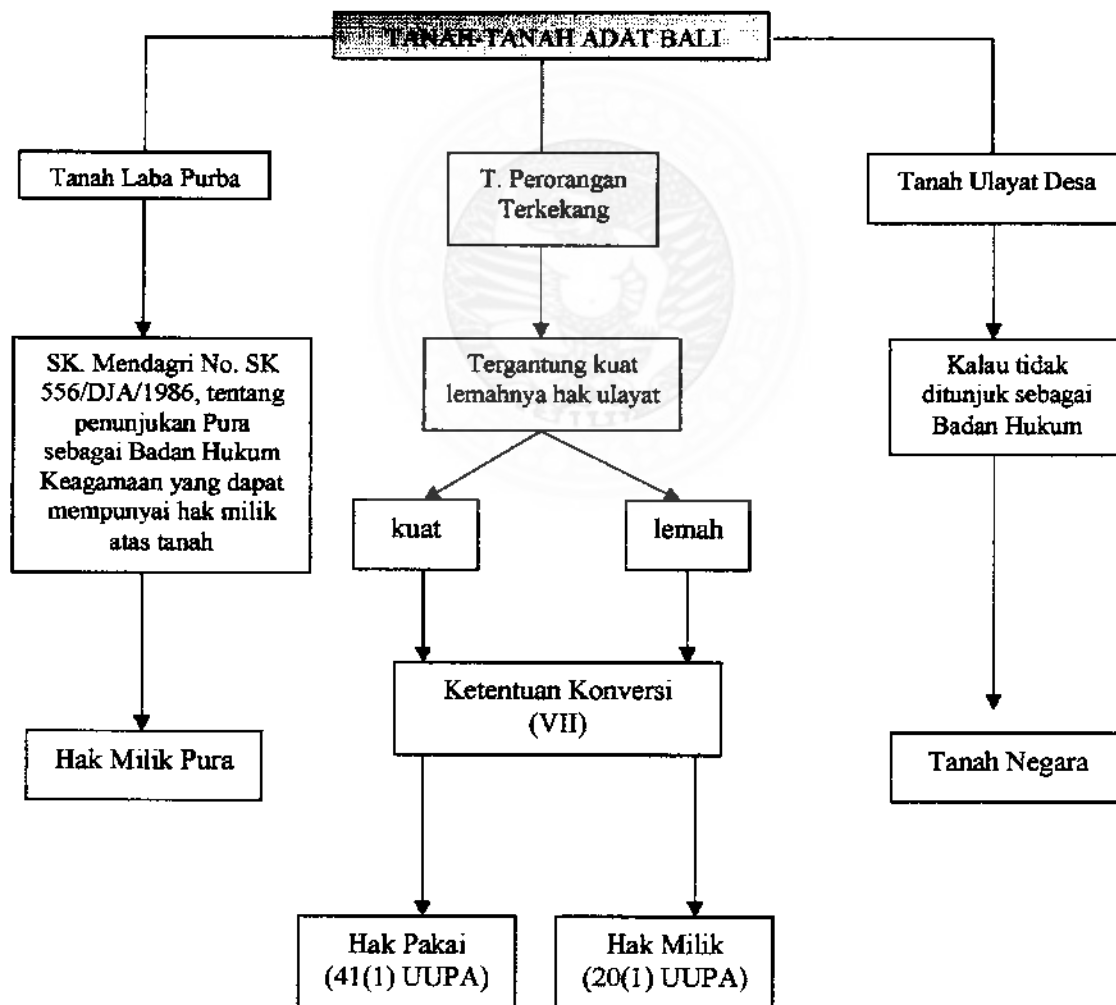 TANAH-TANAH ADAT BALI
Tanah Laba Purba
T. Perorangan
Terkekang
Tanah Ulayat Desa
SK. Mendagri No. SK
556/DJA/1986, tentang
penunjukan Pura
sebagai Badan Hukum
Keagamaan yang dapat
mempunyai hak milik
atas tanah
Tergantung kuat
lemahnya hak ulayat
Kalau tidak
ditunjuk sebagai
Badan Hukum
kuat
lemah
Ketentuan Konversi
(VII)
Hak Milik Pura
Tanah Negara
Hak Pakai
(41(1) UUPA)
Hak Milik
(20(1) UUPA)